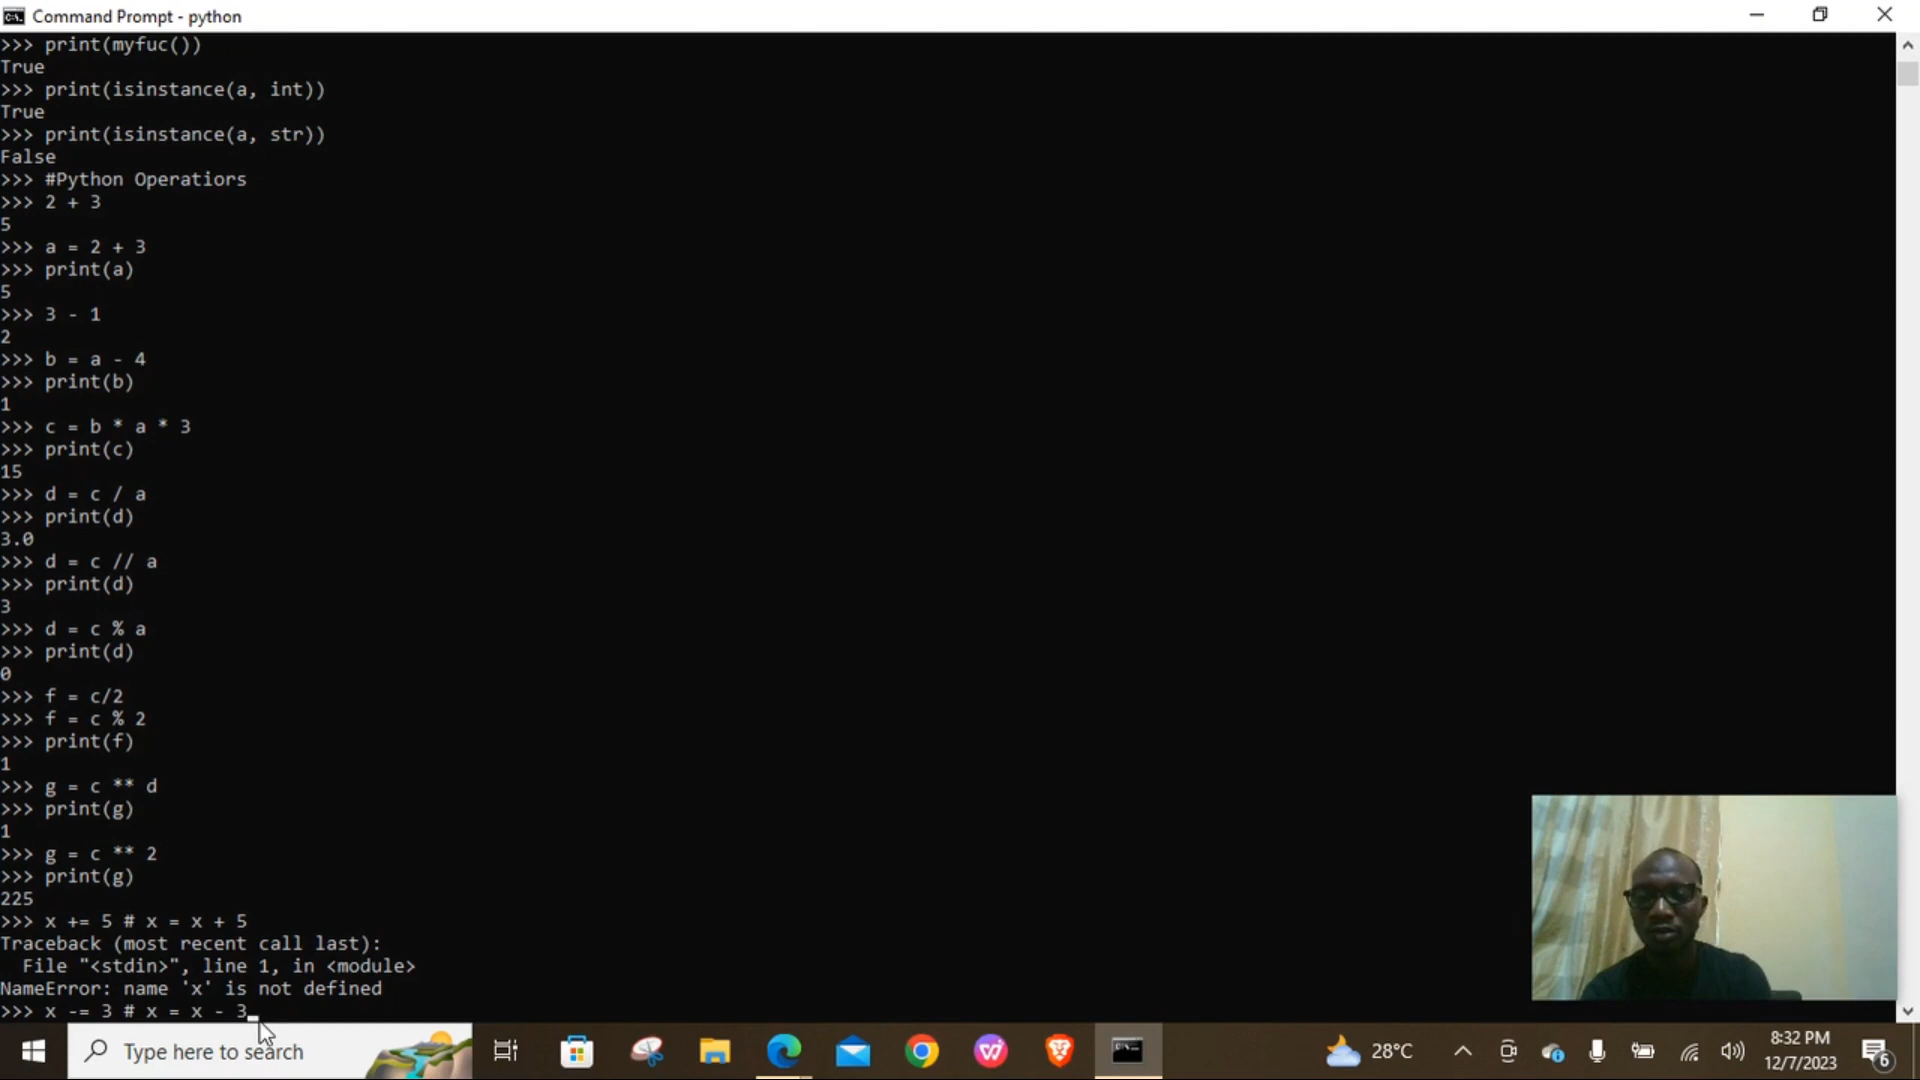 Command Prompt - python
>>> print(myfuc())
True
>>> print(isinstance(a, int))
True
>>> print(isinstance(a, str))
False
>>> #Python Operatiors
>>> 2 + 3
5
>>> a = 2 + 3
>>> print(a)
5
>>> 3 - 1
2
>>> b = a - 4
>>> print(b)
1
>>> c = b * a * 3
>>> print(c)
15
>>> d = c / a
>>> print(d)
3.0
>>> d = c // a
>>> print(d)
3
>>> d = c % a
>>> print(d)
0
>>> f = c/2
>>> f = c % 2
>>> print(f)
1
>>> g = c ** d
>>> print(g)
1
>>> g = c ** 2
>>> print(g)
225
>>> x += 5 # x = x + 5
Traceback (most recent call last):
  File "<stdin>", line 1, in <module>
NameError: name 'x' is not defined
>>> x -= 3 # x = x - 3
Type here to search
28°C
8:32 PM
12/7/2023
6